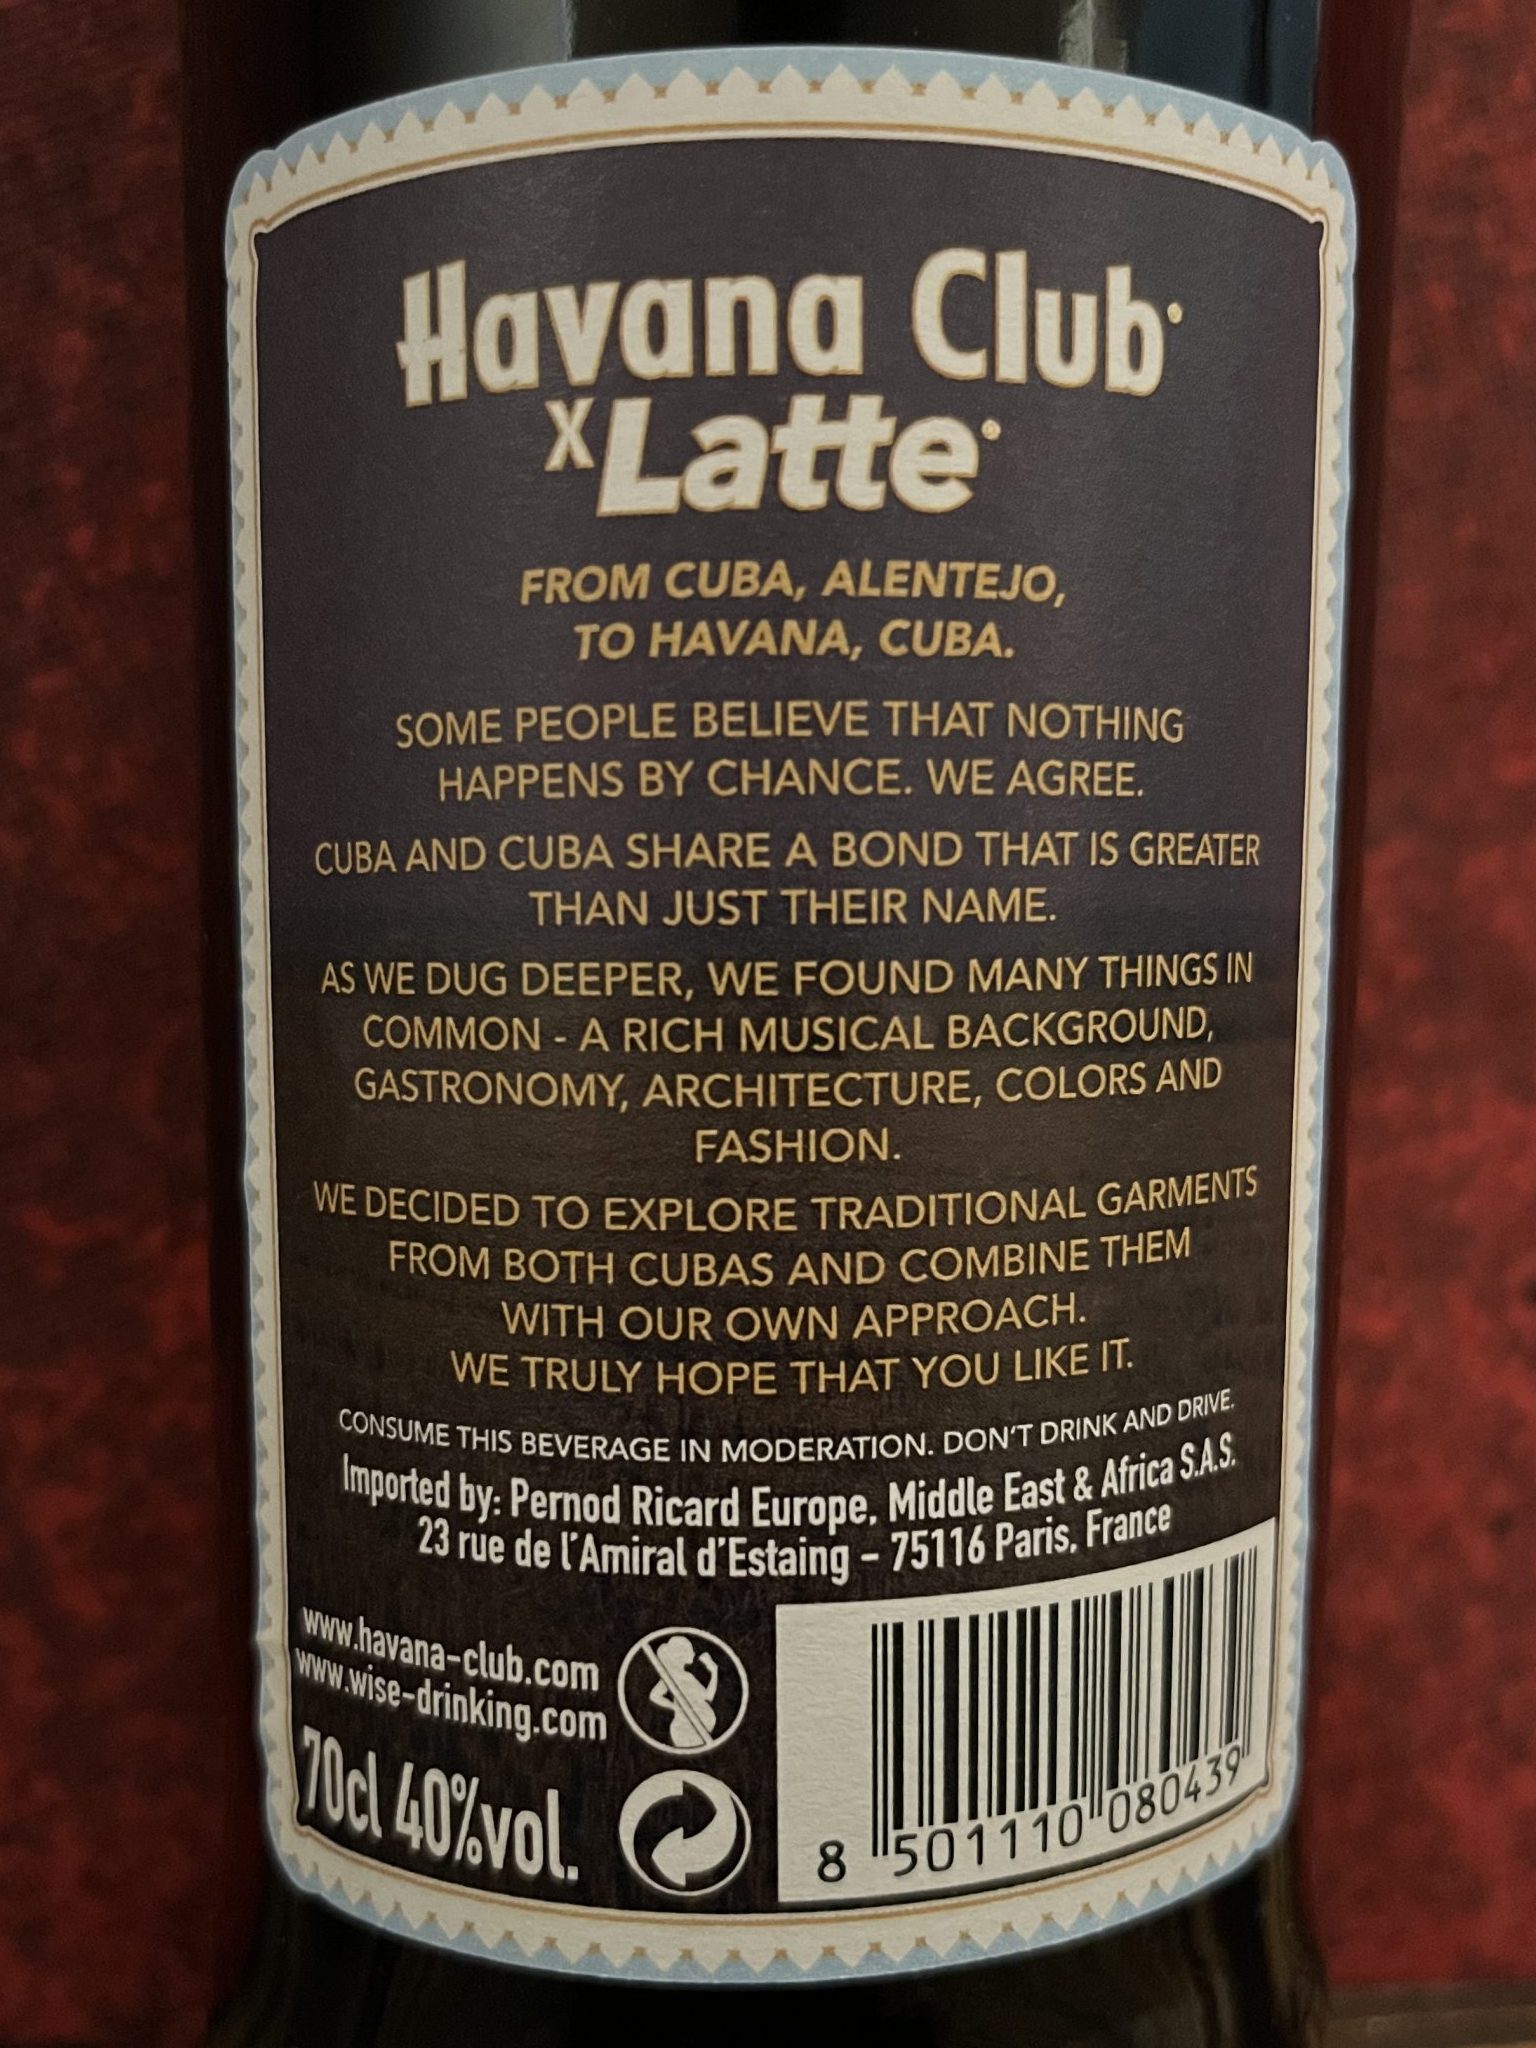 Havana Club®
x Latte®
FROM CUBA, ALENTEJO,
TO HAVANA, CUBA.
SOME PEOPLE BELIEVE THAT NOTHING
HAPPENS BY CHANCE. WE AGREE.
CUBA AND CUBA SHARE A BOND THAT IS GREATER
THAN JUST THEIR NAME.
AS WE DUG DEEPER, WE FOUND MANY THINGS IN
COMMON - A RICH MUSICAL BACKGROUND,
GASTRONOMY, ARCHITECTURE, COLORS AND
FASHION.
WE DECIDED TO EXPLORE TRADITIONAL GARMENTS
FROM BOTH CUBAS AND COMBINE THEM
WITH OUR OWN APPROACH.
WE TRULY HOPE THAT YOU LIKE IT.
CONSUME THIS BEVERAGE IN MODERATION. DON'T DRINK AND DRIVE.
Imported by: Pernod Ricard Europe, Middle East & Africa S.A.S.
23 rue de l'Amiral d'Estaing – 75116 Paris, France
www.havana-club.com
www.wise-drinking.com
70cl 40%vol.
8 501110 080439